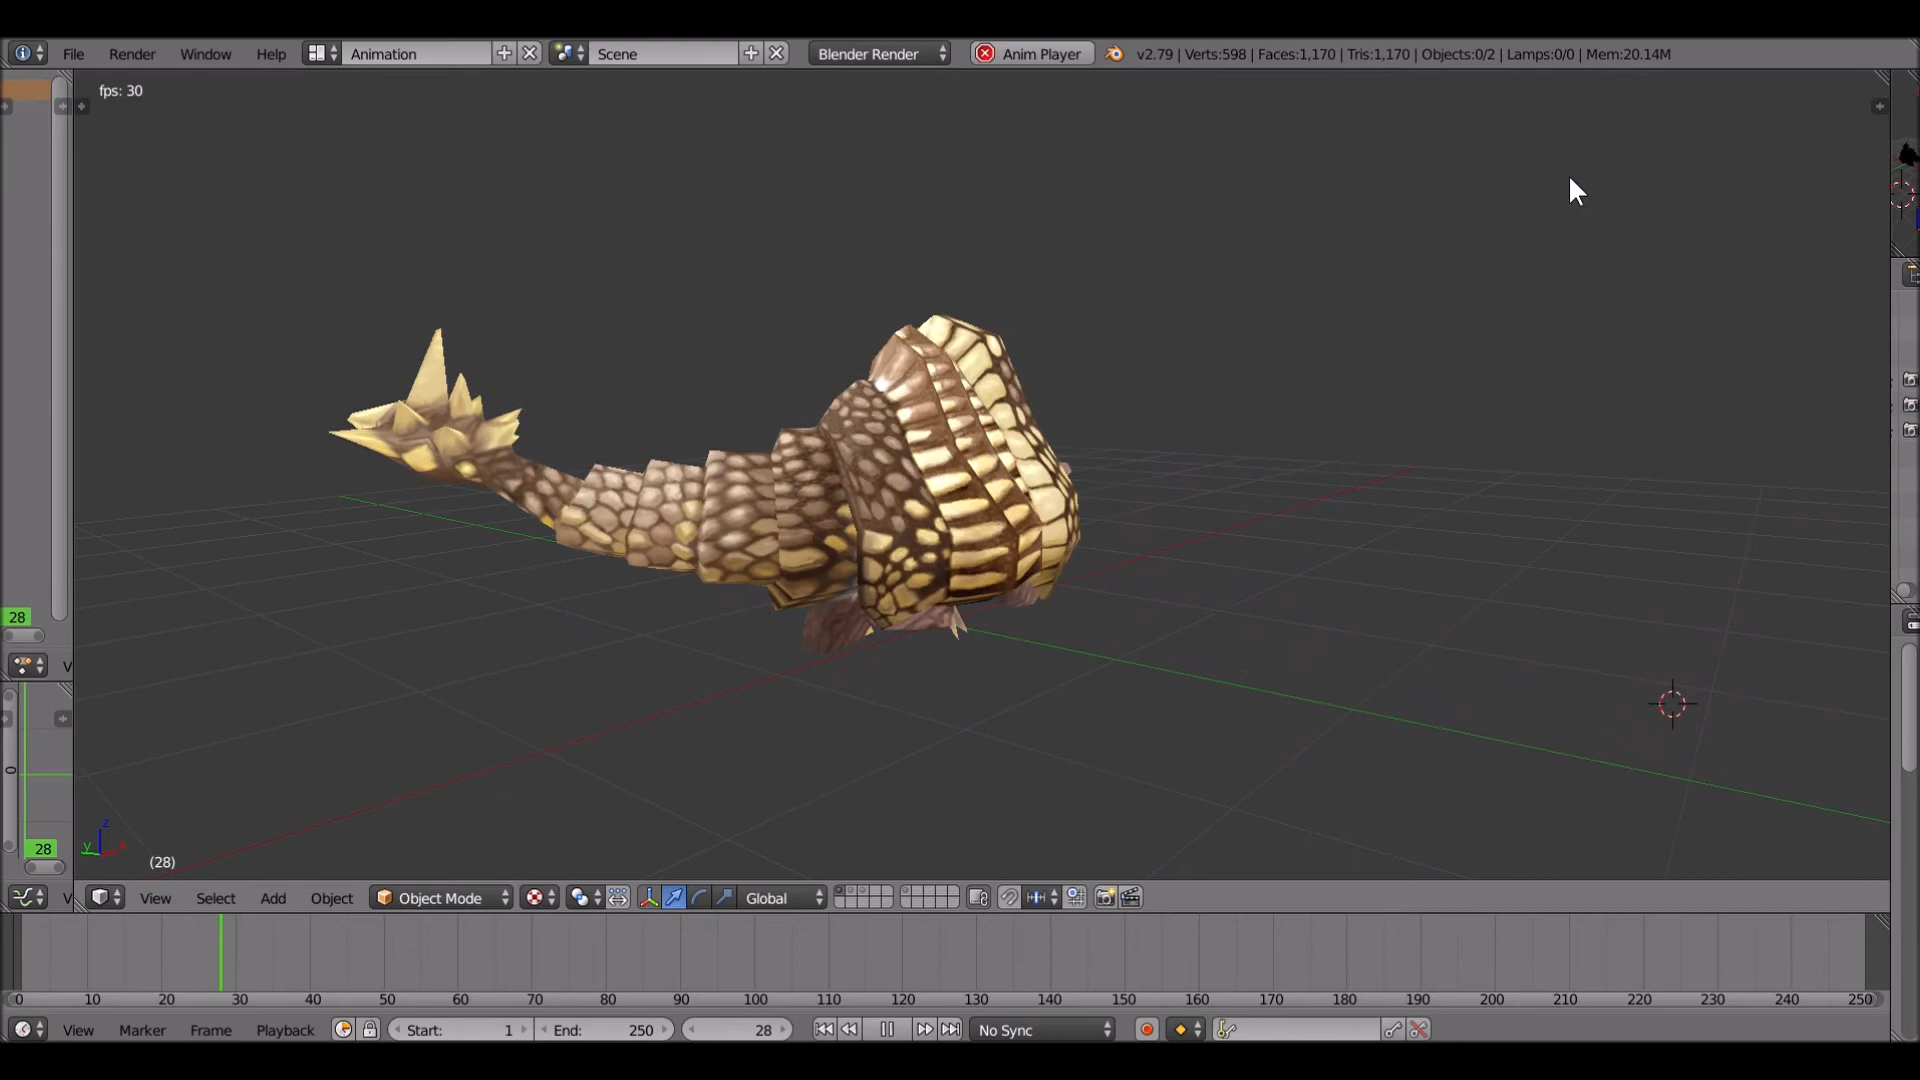 File Render Window Help Animation Scene Blender Render Anim Player v2.79 | Verts:598 | Faces:1,170 | Tris:1,170 | Objects:0/2 | Lamps:0/0 | Mem:20.14M
fps: 30
28
V
0
28
z
y x
(28)
V View Select Add Object Object Mode Global
0 10 20 30 40 50 60 70 80 90 100 110 120 130 140 150 160 170 180 190 200 210 220 230 240 250
View Marker Frame Playback Start: 1 End: 250 28 No Sync